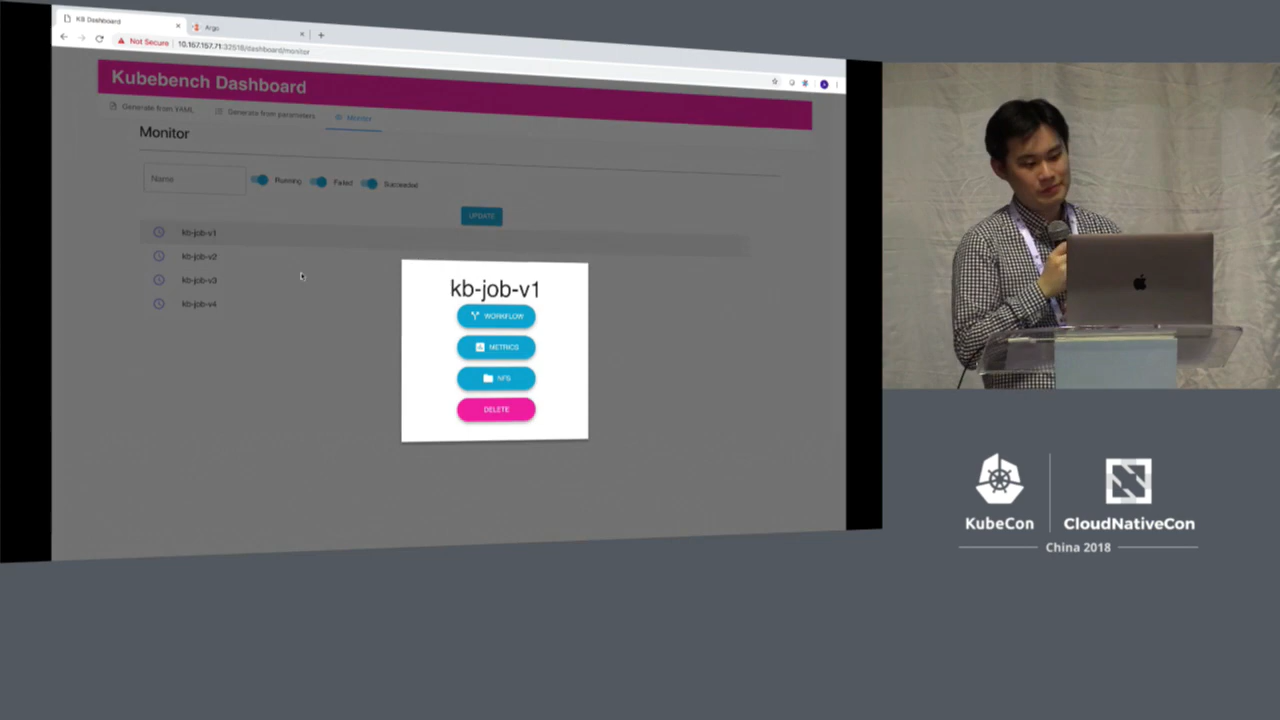 KB Dashboard
Argo
Not Secure 10.167.157.71:32518/dashboard/monitor
Kubebench Dashboard
Generate from YAML Generate from parameters Monitor
Monitor
Name Running Failed Succeeded
UPDATE
kb-job-v1
kb-job-v2
kb-job-v3
kb-job-v4
kb-job-v1
WORKFLOW
METRICS
NFS
DELETE
KubeCon CloudNativeCon
China 2018